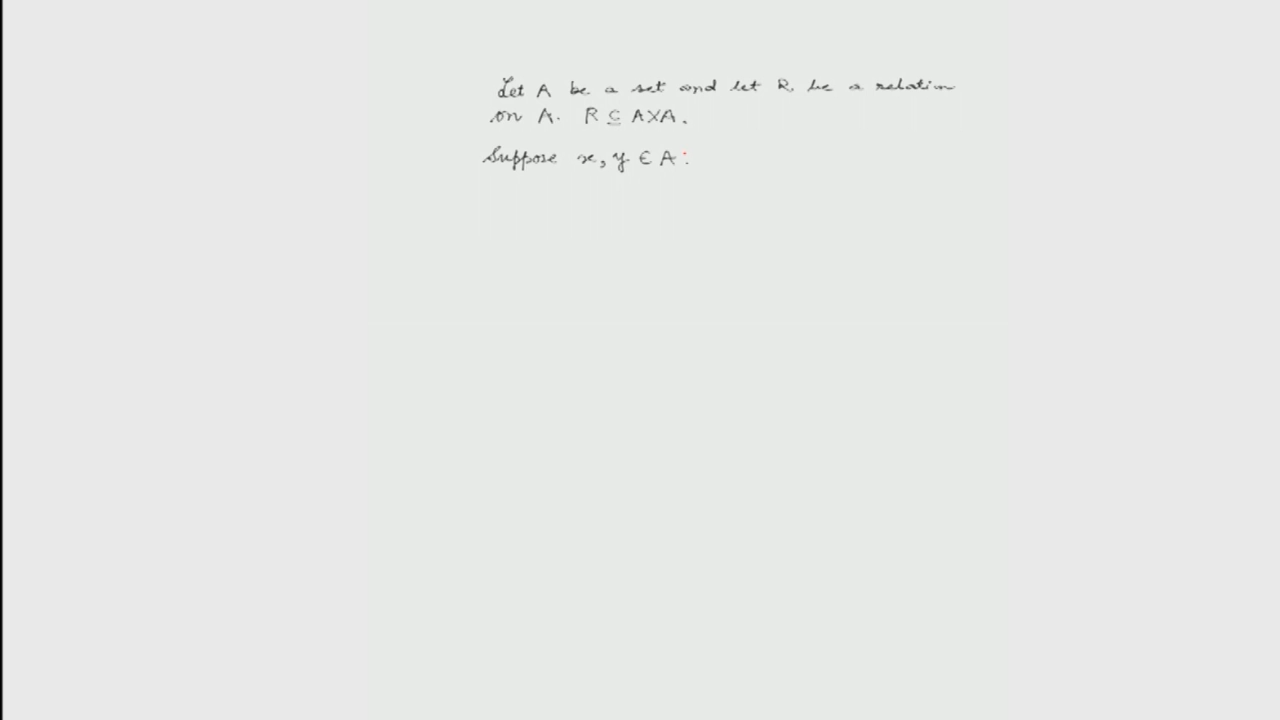 Let A be a set and let R be a relation
on A. R ⊆ A×A.
Suppose x, y ∈ A.